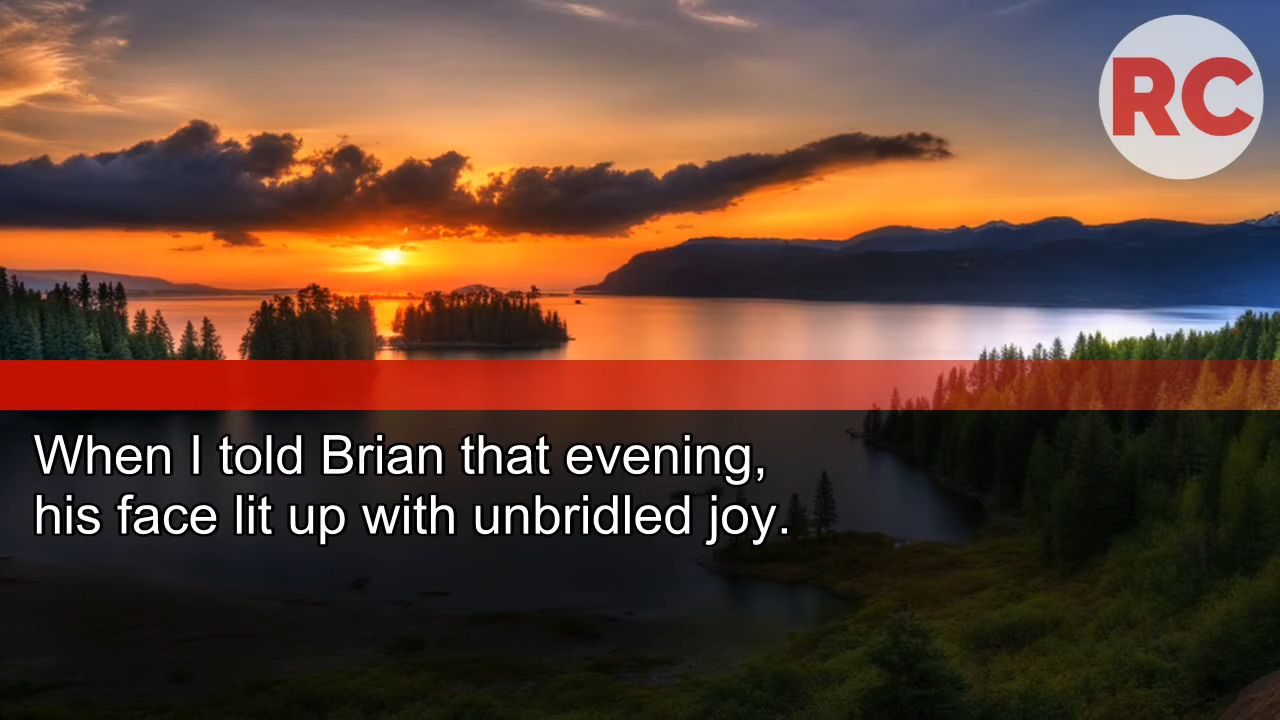 RC
When I told Brian that evening,
his face lit up with unbridled joy.